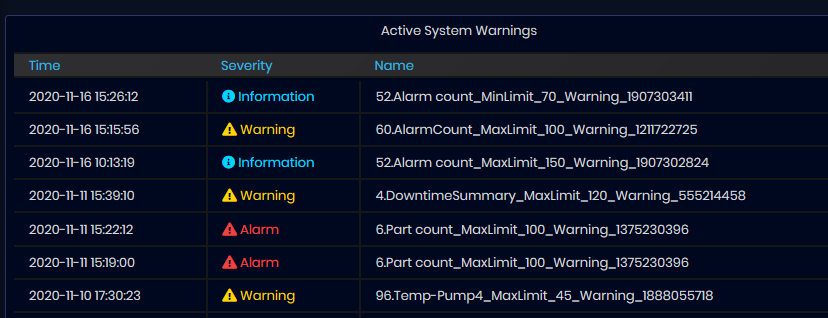 Active System Warnings
Time Severity Name
2020-11-16 15:26:12 Information 52.Alarm count_MinLimit_70_Warning_1907303411
2020-11-16 15:15:56 Warning 60.AlarmCount_MaxLimit_100_Warning_1211722725
2020-11-16 10:13:19 Information 52.Alarm count_MaxLimit_150_Warning_1907302824
2020-11-11 15:39:10 Warning 4.DowntimeSummary_MaxLimit_120_Warning_555214458
2020-11-11 15:22:12 Alarm 6.Part count_MaxLimit_100_Warning_1375230396
2020-11-11 15:19:00 Alarm 6.Part count_MaxLimit_100_Warning_1375230396
2020-11-10 17:30:23 Warning 96.Temp-Pump4_MaxLimit_45_Warning_1888055718